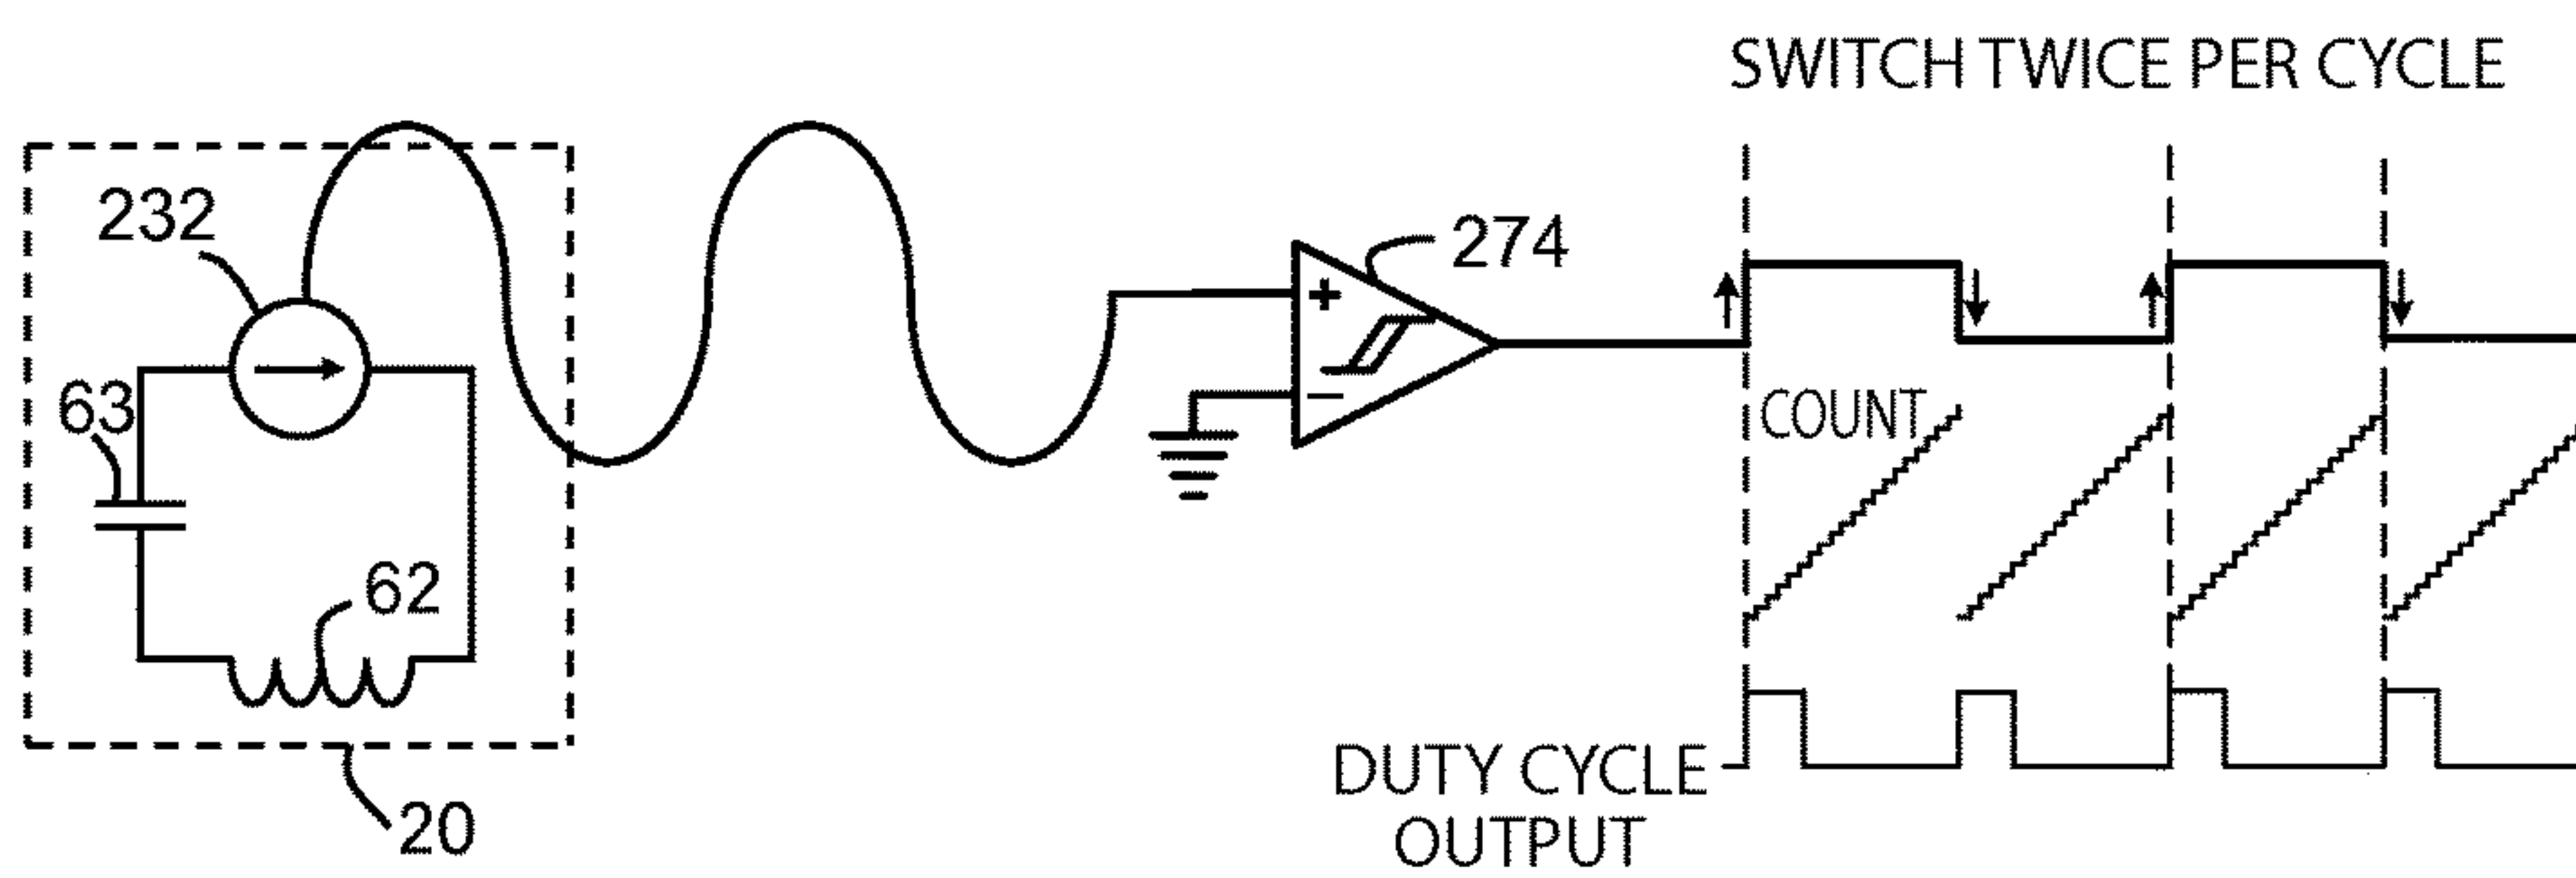 SWITCH TWICE PER CYCLE
232
274
+
−
63
COUNT
62
DUTY CYCLE
OUTPUT
20